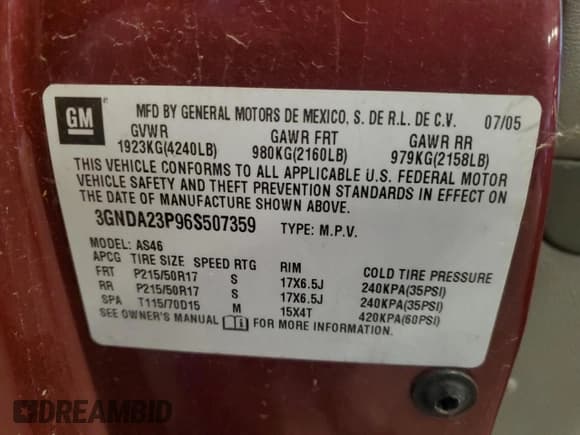 GM
MFD BY GENERAL MOTORS DE MEXICO, S. DE R.L. DE C.V. 07/05
GVWR GAWR FRT GAWR RR
1923KG(4240LB) 980KG(2160LB) 979KG(2158LB)
THIS VEHICLE CONFORMS TO ALL APPLICABLE U.S. FEDERAL MOTOR
VEHICLE SAFETY AND THEFT PREVENTION STANDARDS IN EFFECT ON
THE DATE OF MANUFACTURE SHOWN ABOVE.
3GNDA23P96S507359 TYPE: M.P.V.
MODEL: AS46
APCG TIRE SIZE SPEED RTG RIM COLD TIRE PRESSURE
FRT P215/50R17 S 17X6.5J 240KPA(35PSI)
RR P215/50R17 S 17X6.5J 240KPA(35PSI)
SPA T115/70D15 M 15X4T 420KPA(60PSI)
SEE OWNER'S MANUAL FOR MORE INFORMATION.
DREAMBID